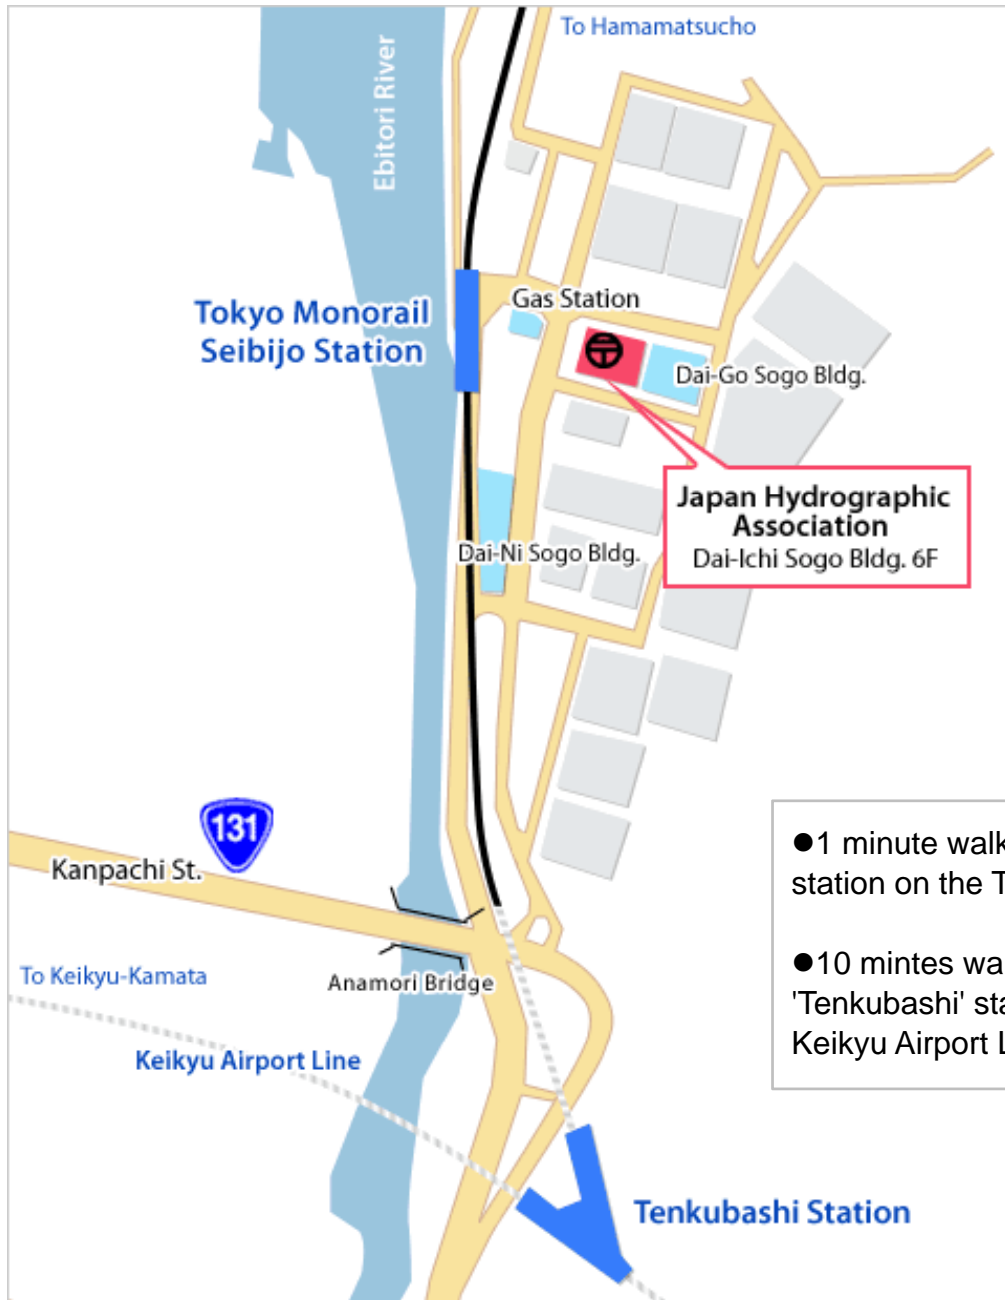 To Hamamatsucho
Ebitori River
Tokyo Monorail
Seibijo Station
Gas Station
Dai-Go Sogo Bldg.
Japan Hydrographic
Association
Dai-Ichi Sogo Bldg. 6F
Dai-Ni Sogo Bldg.
131
Kanpachi St.
●1 minute walk
station on the T
●10 mintes wa
'Tenkubashi' sta
Keikyu Airport L
To Keikyu-Kamata
Anamori Bridge
Keikyu Airport Line
Tenkubashi Station